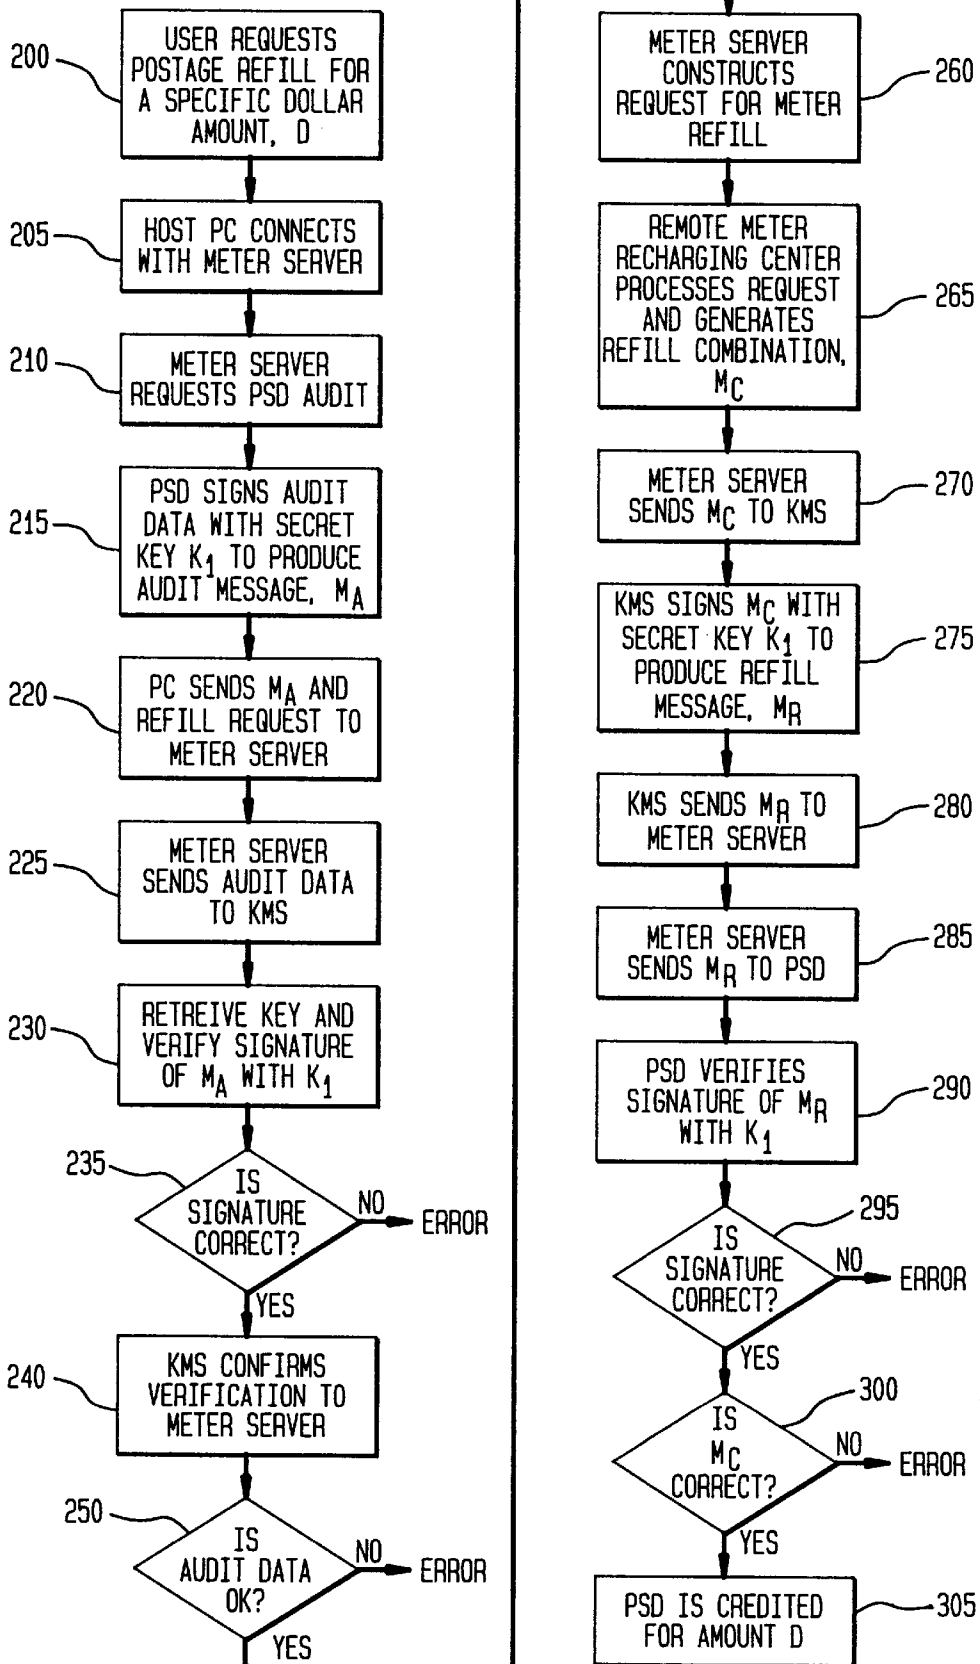 200
USER REQUESTS
POSTAGE REFILL FOR
A SPECIFIC DOLLAR
AMOUNT, D
205
HOST PC CONNECTS
WITH METER SERVER
210
METER SERVER
REQUESTS PSD AUDIT
215
PSD SIGNS AUDIT
DATA WITH SECRET
KEY K1 TO PRODUCE
AUDIT MESSAGE, MA
220
PC SENDS MA AND
REFILL REQUEST TO
METER SERVER
225
METER SERVER
SENDS AUDIT DATA
TO KMS
230
RETREIVE KEY AND
VERIFY SIGNATURE
OF MA WITH K1
235
IS
SIGNATURE
CORRECT?
NO
ERROR
YES
240
KMS CONFIRMS
VERIFICATION TO
METER SERVER
250
IS
AUDIT DATA
OK?
NO
ERROR
YES
260
METER SERVER
CONSTRUCTS
REQUEST FOR METER
REFILL
265
REMOTE METER
RECHARGING CENTER
PROCESSES REQUEST
AND GENERATES
REFILL COMBINATION,
MC
270
METER SERVER
SENDS MC TO KMS
275
KMS SIGNS MC WITH
SECRET KEY K1 TO
PRODUCE REFILL
MESSAGE, MR
280
KMS SENDS MR TO
METER SERVER
285
METER SERVER
SENDS MR TO PSD
290
PSD VERIFIES
SIGNATURE OF MR
WITH K1
295
IS
SIGNATURE
CORRECT?
NO
ERROR
YES
300
IS
MC
CORRECT?
NO
ERROR
YES
305
PSD IS CREDITED
FOR AMOUNT D